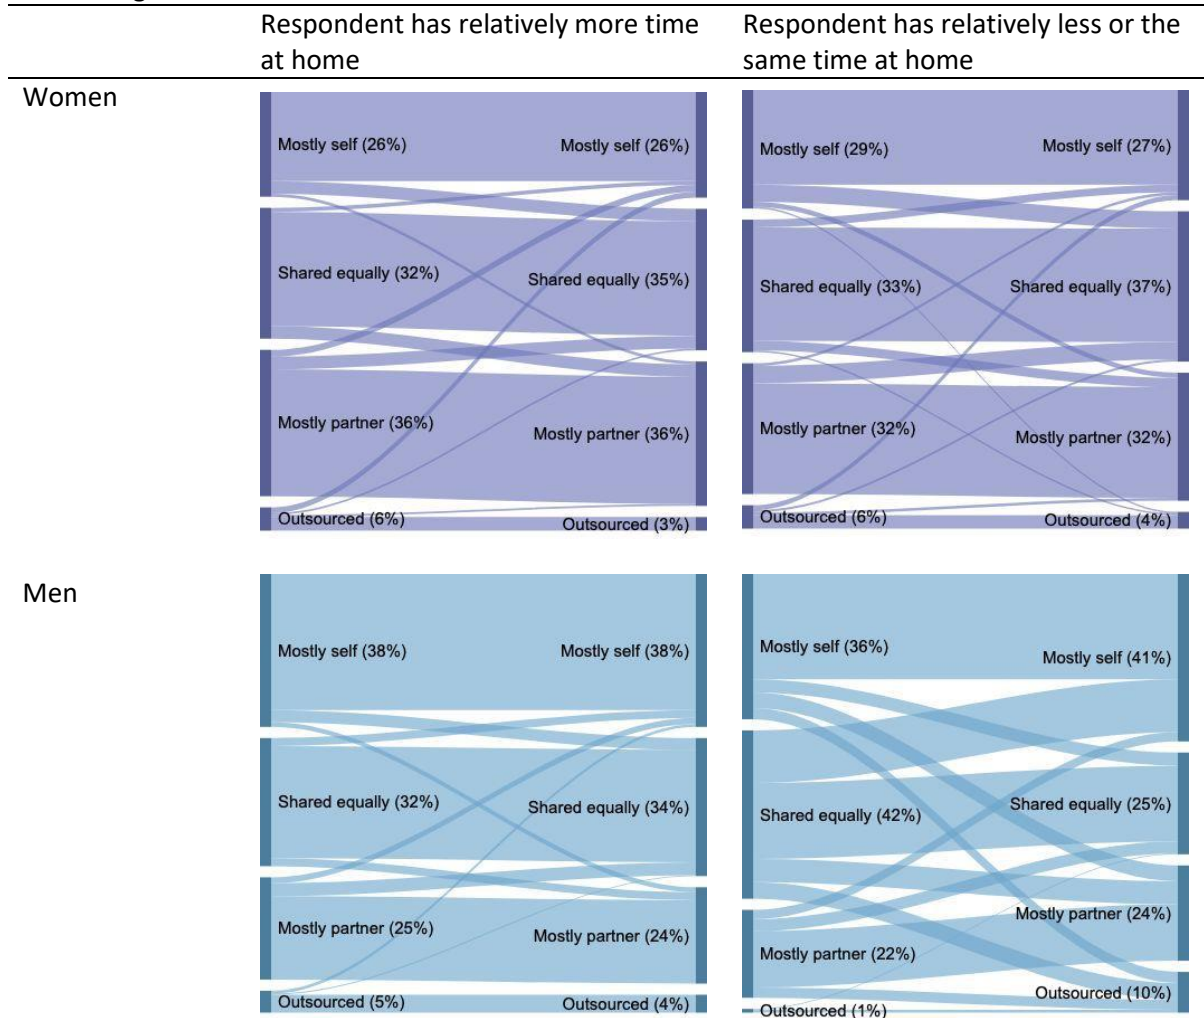 Respondent has relatively more time
at home
Respondent has relatively less or the
same time at home
Women
Mostly self (26%)
Mostly self (26%)
Shared equally (32%)
Shared equally (35%)
Mostly partner (36%)
Mostly partner (36%)
Outsourced (6%)
Outsourced (3%)
Mostly self (29%)
Mostly self (27%)
Shared equally (33%)
Shared equally (37%)
Mostly partner (32%)
Mostly partner (32%)
Outsourced (6%)
Outsourced (4%)
Men
Mostly self (38%)
Mostly self (38%)
Shared equally (32%)
Shared equally (34%)
Mostly partner (25%)
Mostly partner (24%)
Outsourced (5%)
Outsourced (4%)
Mostly self (36%)
Mostly self (41%)
Shared equally (42%)
Shared equally (25%)
Mostly partner (22%)
Mostly partner (24%)
Outsourced (1%)
Outsourced (10%)